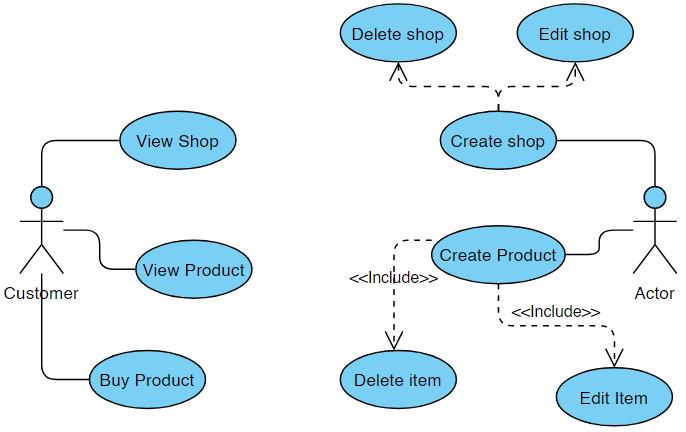 Delete shop
Edit shop
View Shop
Create shop
Create Product
View Product
<<Include>>
Customer
Actor
<<Include>>
Buy Product
Delete item
Edit Item